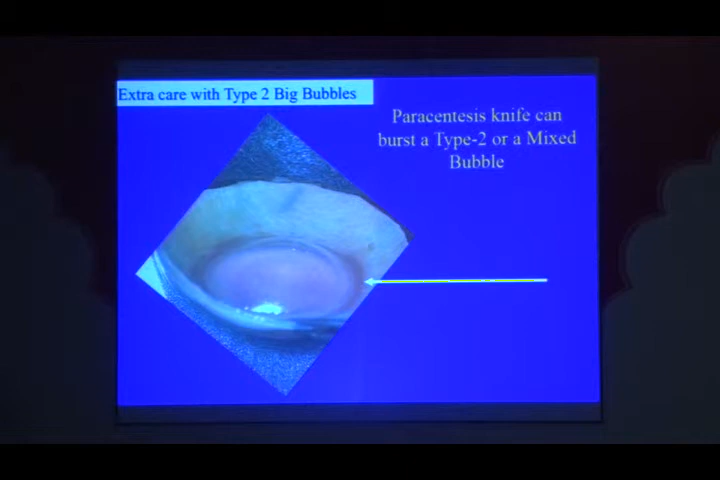 Extra care with Type 2 Big Bubbles
Paracentesis knife can
burst a Type-2 or a Mixed
Bubble